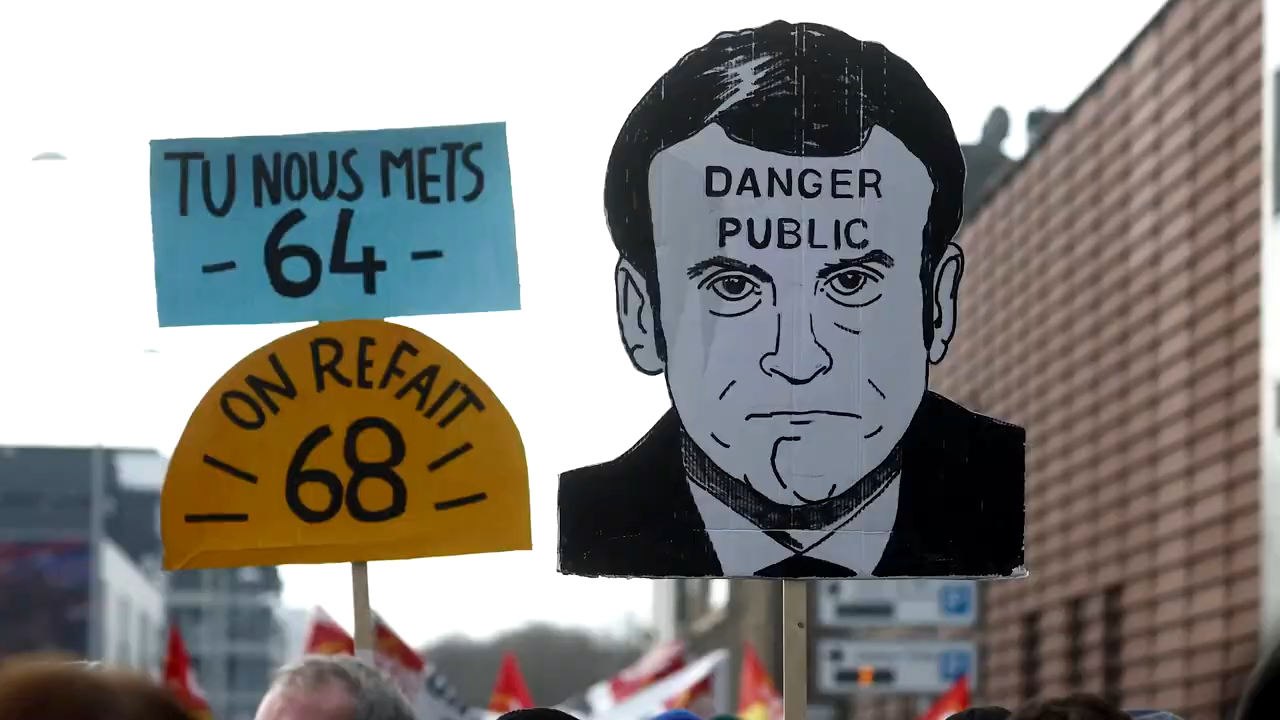 TU NOUS METS
- 64 -
ON REFAIT
68
DANGER
PUBLIC
P
P